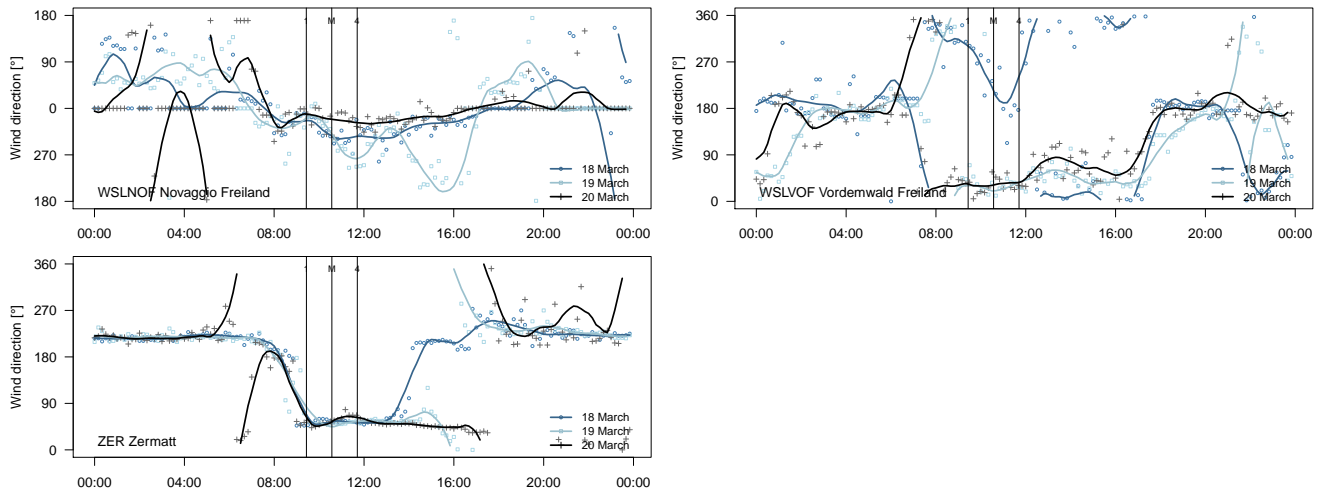 Wind direction [°]
180
90
0
270
180
1 M 4
WSLNOF Novaggio Freiland
18 March
19 March
20 March
00:00 04:00 08:00 12:00 16:00 20:00 00:00
Wind direction [°]
360
270
180
90
0
1 M 4
WSLVOF Vordemwald Freiland
18 March
19 March
20 March
00:00 04:00 08:00 12:00 16:00 20:00 00:00
Wind direction [°]
360
270
180
90
0
1 M 4
ZER Zermatt
18 March
19 March
20 March
00:00 04:00 08:00 12:00 16:00 20:00 00:00